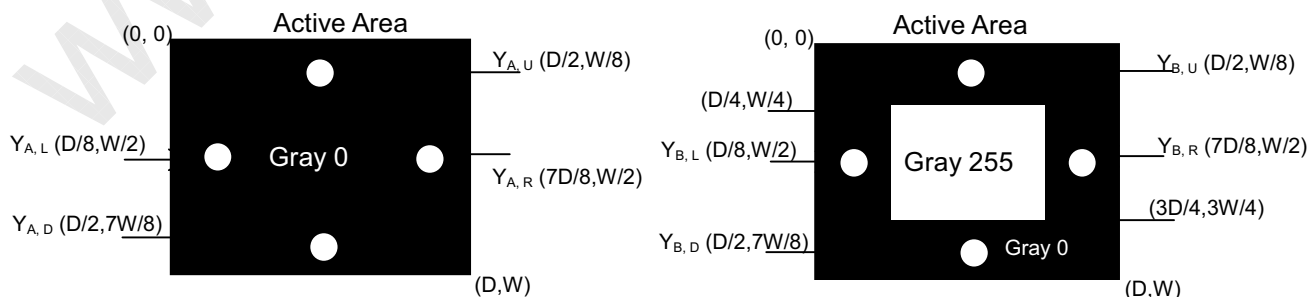 Active Area
(0, 0)
Y_A, U (D/2,W/8)
Y_A, L (D/8,W/2)
Gray 0
Y_A, R (7D/8,W/2)
Y_A, D (D/2,7W/8)
(D,W)
Active Area
(0, 0)
Y_B, U (D/2,W/8)
(D/4,W/4)
Y_B, L (D/8,W/2)
Gray 255
Y_B, R (7D/8,W/2)
(3D/4,3W/4)
Y_B, D (D/2,7W/8)
Gray 0
(D,W)